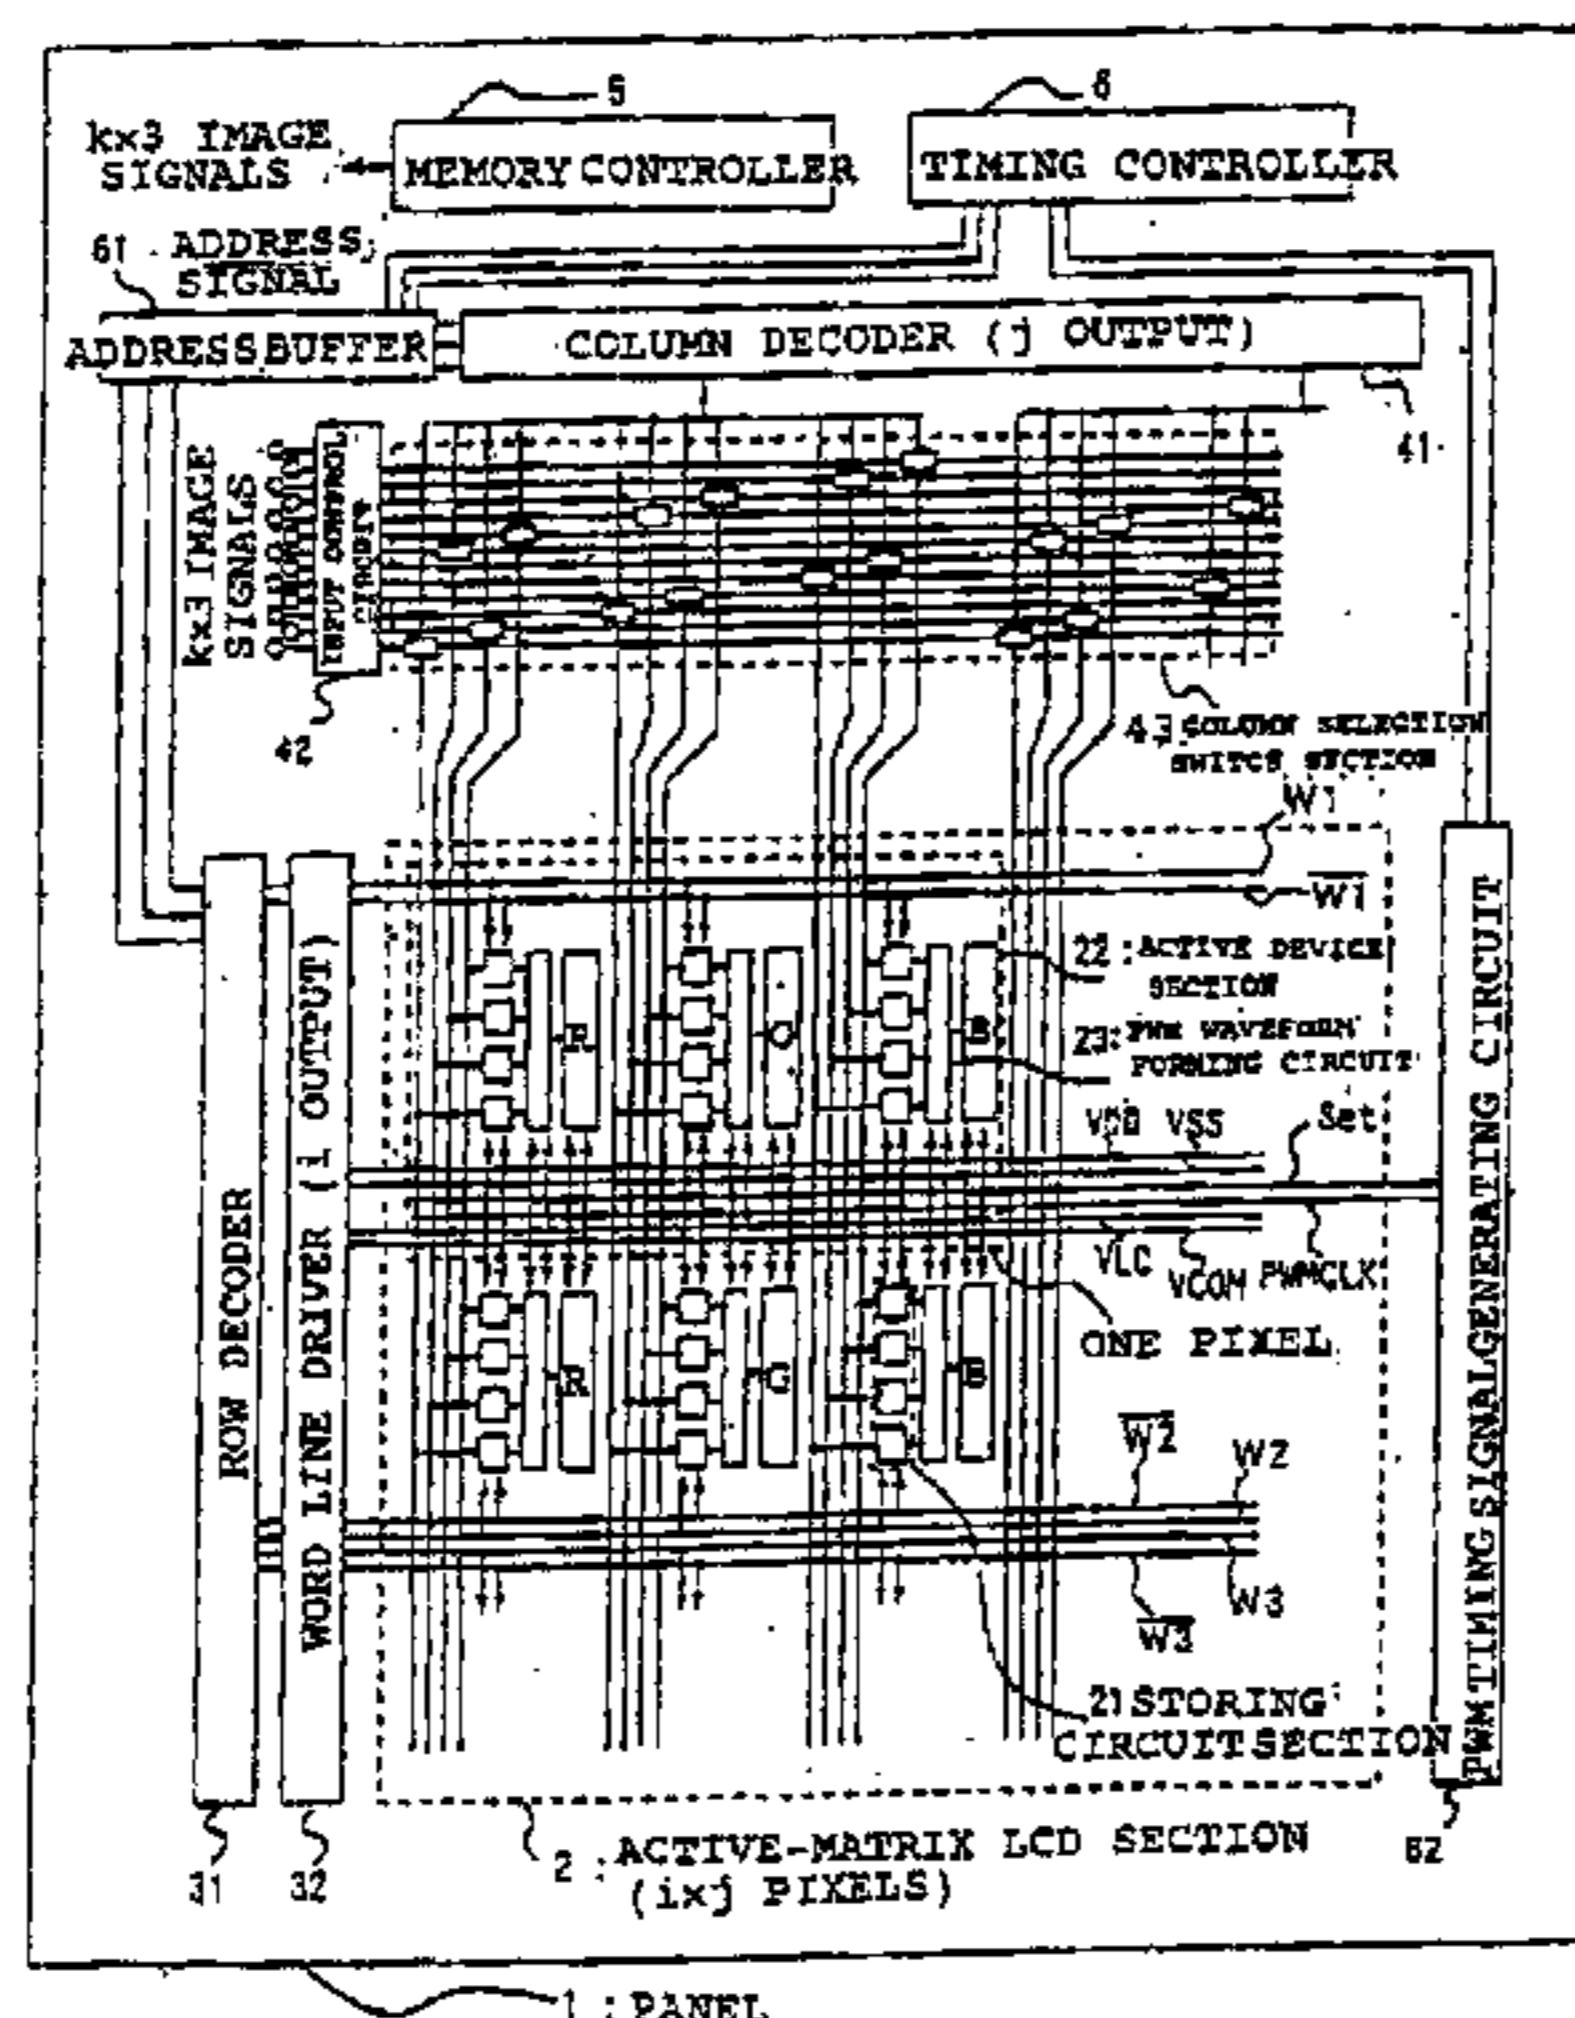 5
6
kx3 IMAGE
SIGNALS
MEMORY CONTROLLER
TIMING CONTROLLER
61
ADDRESS
SIGNAL
ADDRESS BUFFER
COLUMN DECODER (j OUTPUT)
41
kx3 IMAGE
SIGNALS
INPUT CONTROL
CIRCUIT
42
43 COLUMN SELECTION
SWITCH SECTION
W1
W1
22: ACTIVE DEVICE
SECTION
23: PWM WAVEFORM
FORMING CIRCUIT
R
G
B
VDD VSS
Set
VLC
VCOM
PWMCLK
ONE PIXEL
R
G
B
W2
W2
W3
W3
21 STORING
CIRCUIT SECTION
ROW DECODER
WORD LINE DRIVER (i OUTPUT)
PWM TIMING SIGNAL GENERATING CIRCUIT
31
32
2: ACTIVE-MATRIX LCD SECTION
(ixj PIXELS)
62
1: PANEL